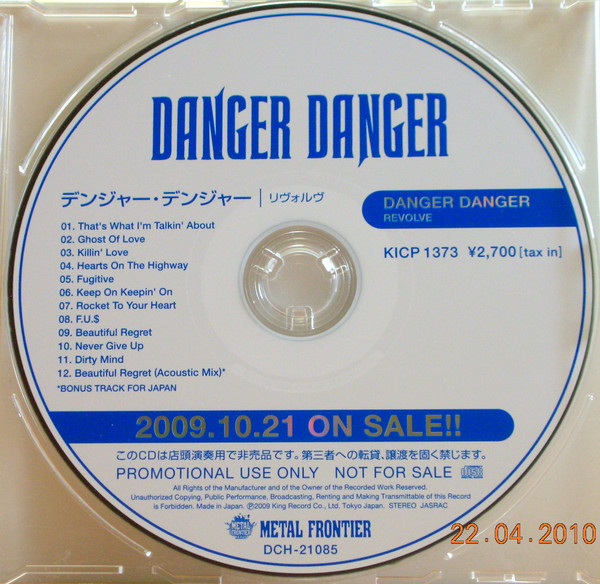 DANGER DANGER
デンジャー・デンジャー | リヴォルヴ
DANGER DANGER
REVOLVE
KICP 1373 ¥2,700 [tax in]
01. That's What I'm Talkin' About
02. Ghost Of Love
03. Killin' Love
04. Hearts On The Highway
05. Fugitive
06. Keep On Keepin' On
07. Rocket To Your Heart
08. F.U.$
09. Beautiful Regret
10. Never Give Up
11. Dirty Mind
12. Beautiful Regret (Acoustic Mix)*
*BONUS TRACK FOR JAPAN
2009.10.21 ON SALE!!
このCDは店頭演奏用で非売品です。第三者への転貸、譲渡を固く禁じます。
PROMOTIONAL USE ONLY NOT FOR SALE
All Rights of the Manufacturer and of the Owner of the Recorded Work Reserved.
Unauthorized Copying, Public Performance, Broadcasting, Renting and Making Transmittable of this Record
is Forbidden. Made in Japan. ℗2009 King Record Co., Ltd. Tokyo Japan. STEREO JASRAC
METAL FRONTIER
DCH-21085
22.04.2010